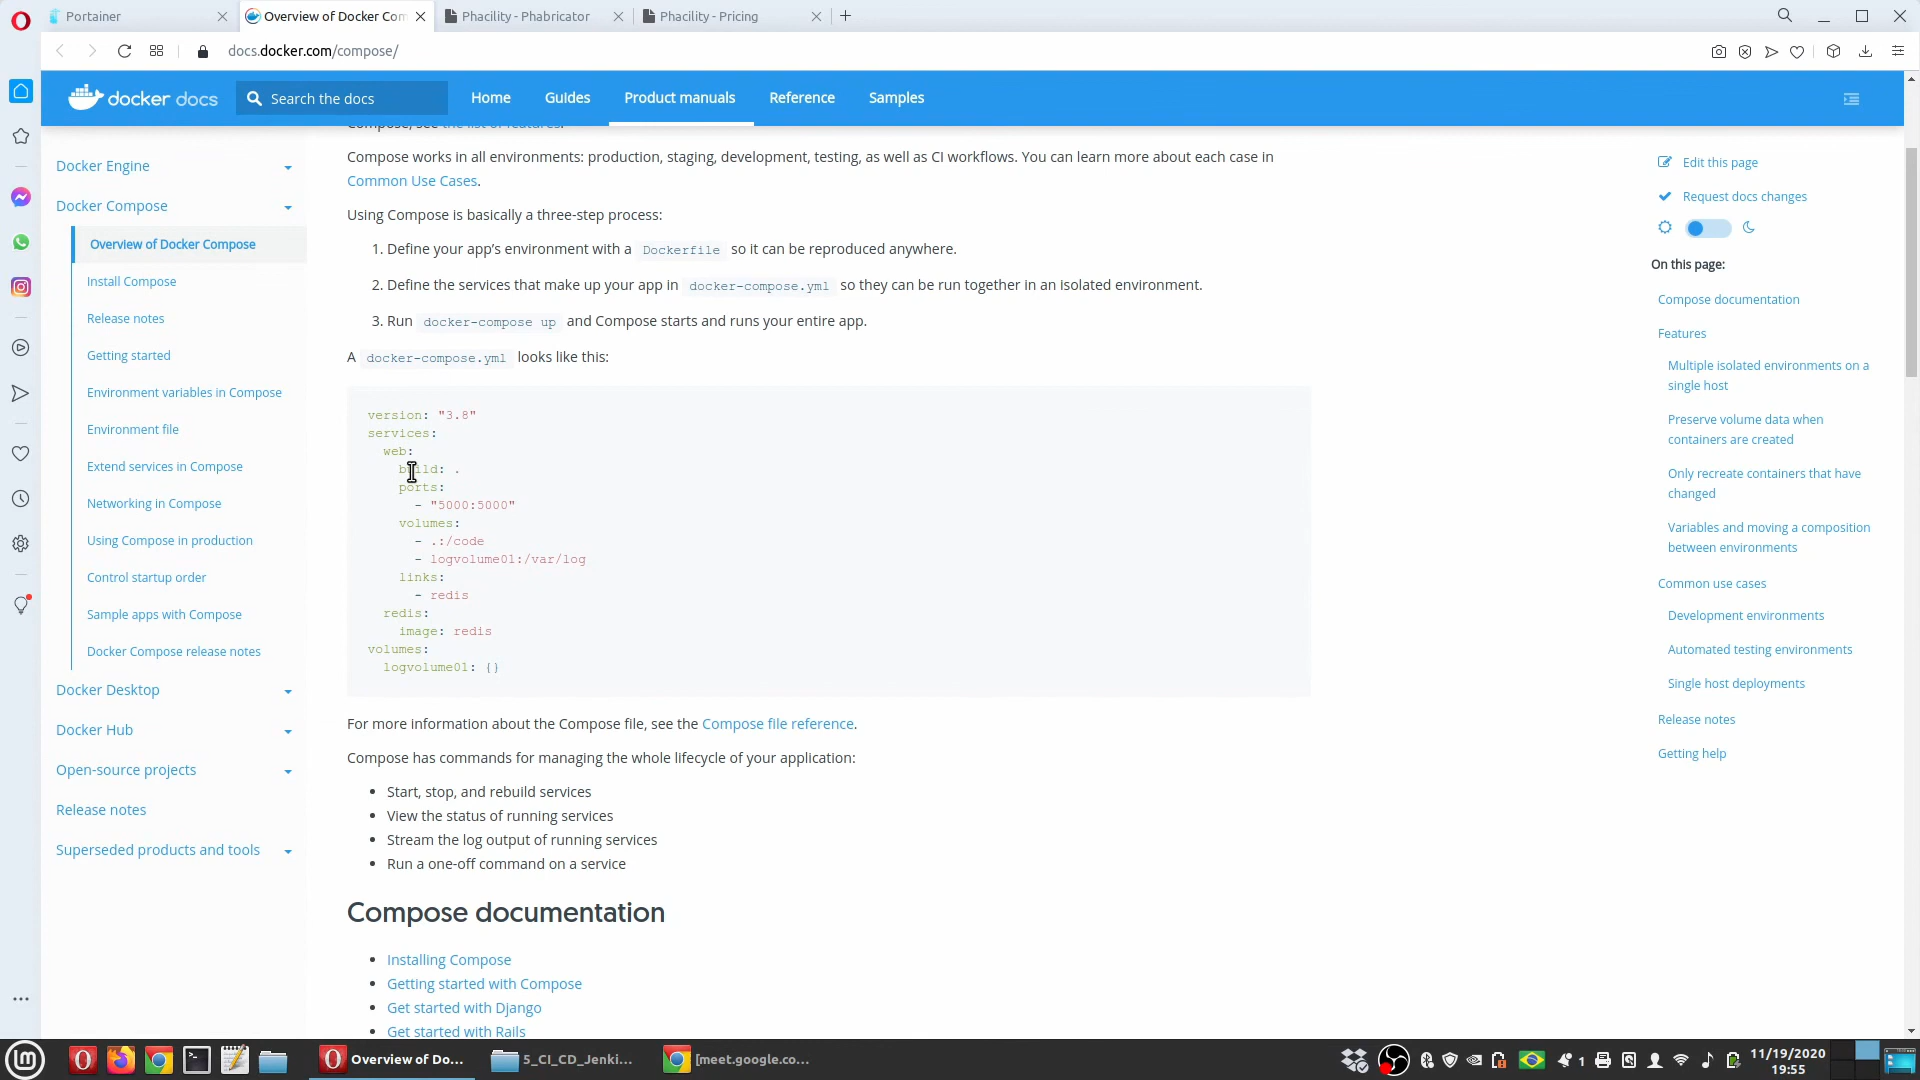 Portainer
Overview of Docker Com
Phacility - Phabricator
Phacility - Pricing
docs.docker.com/compose/
docker docs
Search the docs
Home
Guides
Product manuals
Reference
Samples
Docker Engine
Docker Compose
Overview of Docker Compose
Install Compose
Release notes
Getting started
Environment variables in Compose
Environment file
Extend services in Compose
Networking in Compose
Using Compose in production
Control startup order
Sample apps with Compose
Docker Compose release notes
Docker Desktop
Docker Hub
Open-source projects
Release notes
Superseded products and tools
Compose, see the list of features.
Compose works in all environments: production, staging, development, testing, as well as CI workflows. You can learn more about each case in
Common Use Cases.
Using Compose is basically a three-step process:
1. Define your app's environment with a Dockerfile so it can be reproduced anywhere.
2. Define the services that make up your app in docker-compose.yml so they can be run together in an isolated environment.
3. Run docker-compose up and Compose starts and runs your entire app.
A docker-compose.yml looks like this:
version: "3.8"
services:
web:
build: .
ports:
- "5000:5000"
volumes:
- .:/code
- logvolume01:/var/log
links:
- redis
redis:
image: redis
volumes:
logvolume01: {}
For more information about the Compose file, see the Compose file reference.
Compose has commands for managing the whole lifecycle of your application:
• Start, stop, and rebuild services
• View the status of running services
• Stream the log output of running services
• Run a one-off command on a service
Compose documentation
• Installing Compose
• Getting started with Compose
• Get started with Django
• Get started with Rails
Edit this page
Request docs changes
On this page:
Compose documentation
Features
Multiple isolated environments on a
single host
Preserve volume data when
containers are created
Only recreate containers that have
changed
Variables and moving a composition
between environments
Common use cases
Development environments
Automated testing environments
Single host deployments
Release notes
Getting help
Overview of Do...
5_CI_CD_Jenki...
[meet.google.co...
1
11/19/2020
19:55